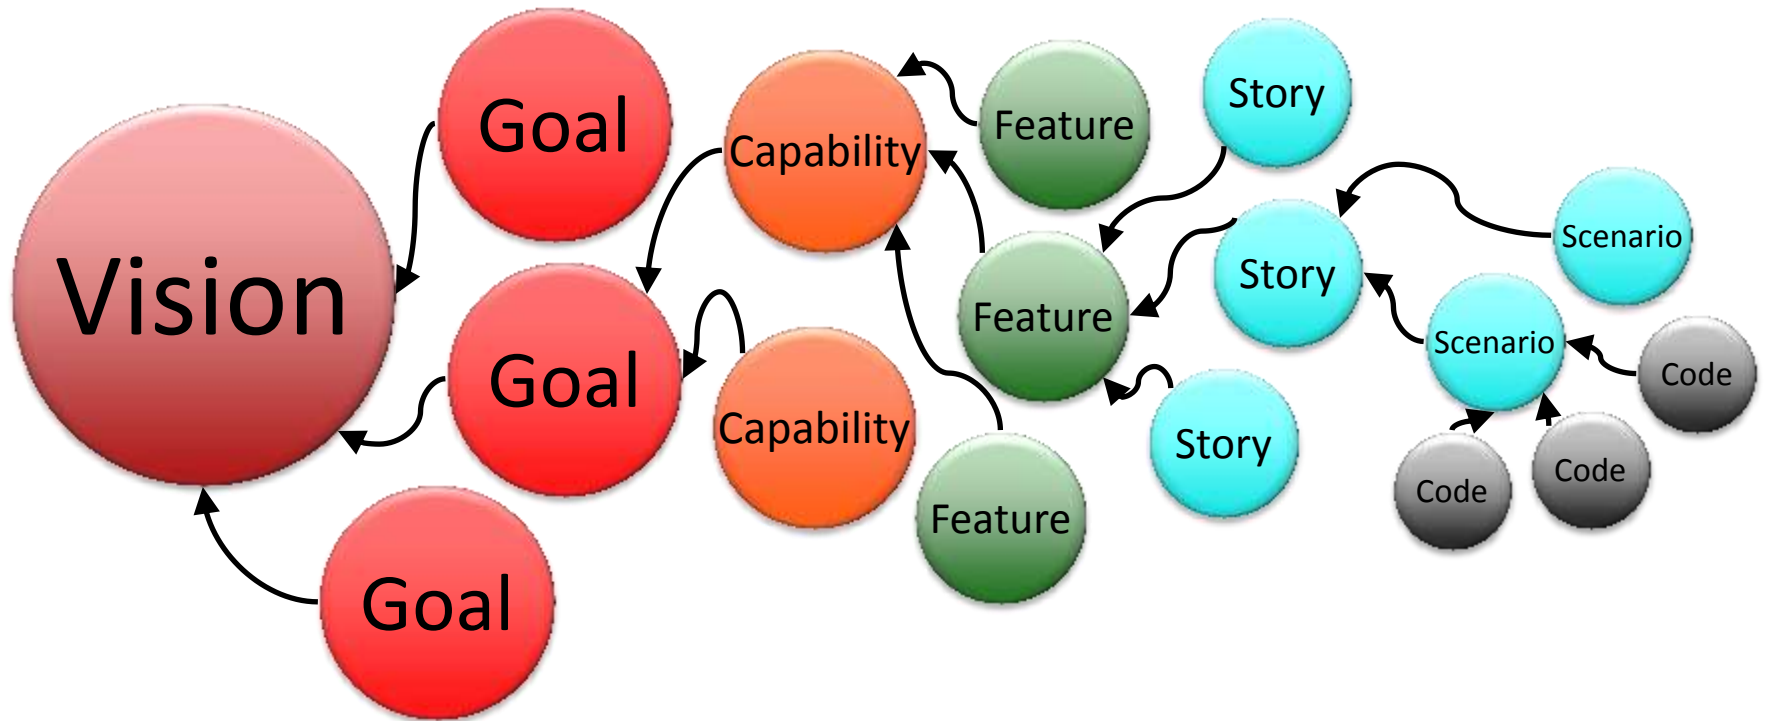 Vision
Goal
Goal
Goal
Capability
Capability
Feature
Feature
Feature
Story
Story
Story
Scenario
Scenario
Code
Code
Code